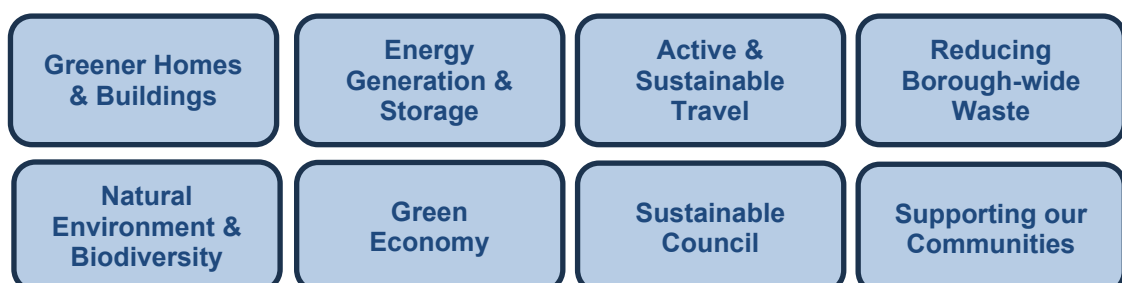 Greener Homes
& Buildings
Energy
Generation &
Storage
Active &
Sustainable
Travel
Reducing
Borough-wide
Waste
Natural
Environment &
Biodiversity
Green
Economy
Sustainable
Council
Supporting our
Communities